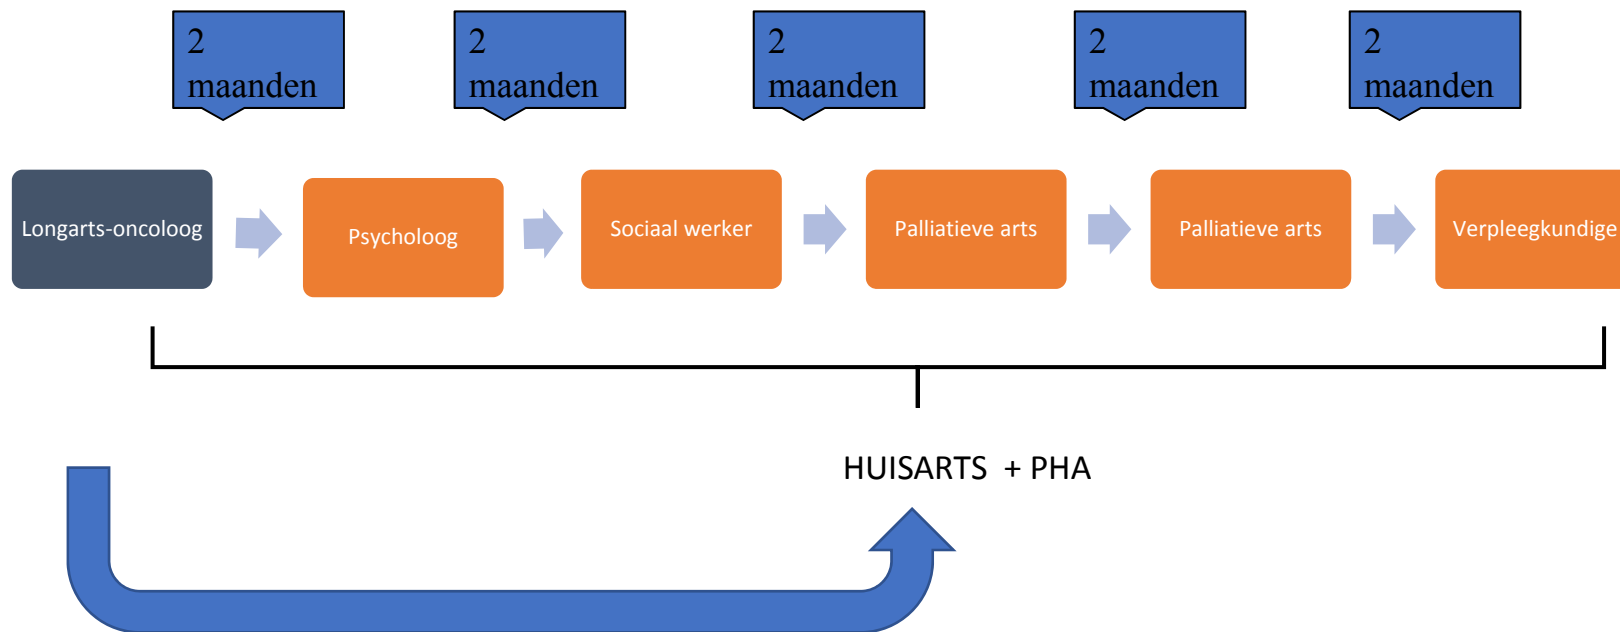 2
maanden
2
maanden
2
maanden
2
maanden
2
maanden
Longarts-oncoloog
Psycholoog
Sociaal werker
Palliatieve arts
Palliatieve arts
Verpleegkundige
HUISARTS + PHA